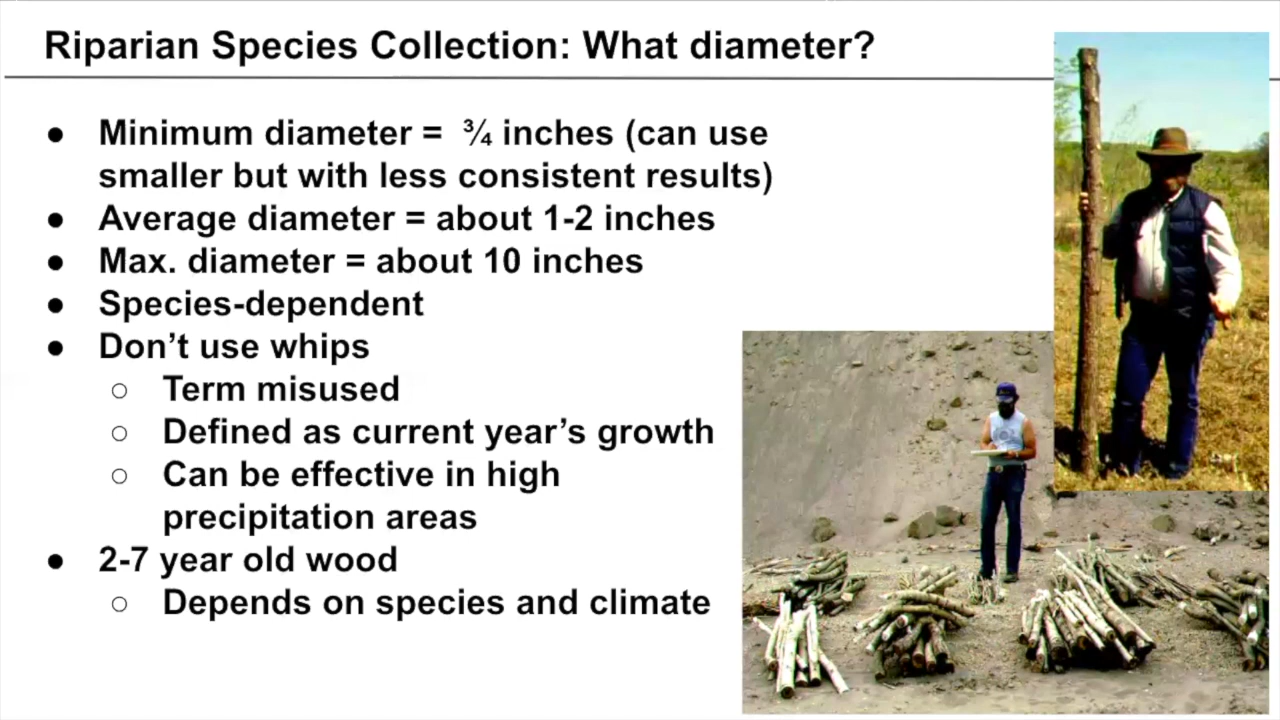 Riparian Species Collection: What diameter?
● Minimum diameter = ¾ inches (can use
smaller but with less consistent results)
● Average diameter = about 1-2 inches
● Max. diameter = about 10 inches
● Species-dependent
● Don’t use whips
○ Term misused
○ Defined as current year’s growth
○ Can be effective in high
precipitation areas
● 2-7 year old wood
○ Depends on species and climate